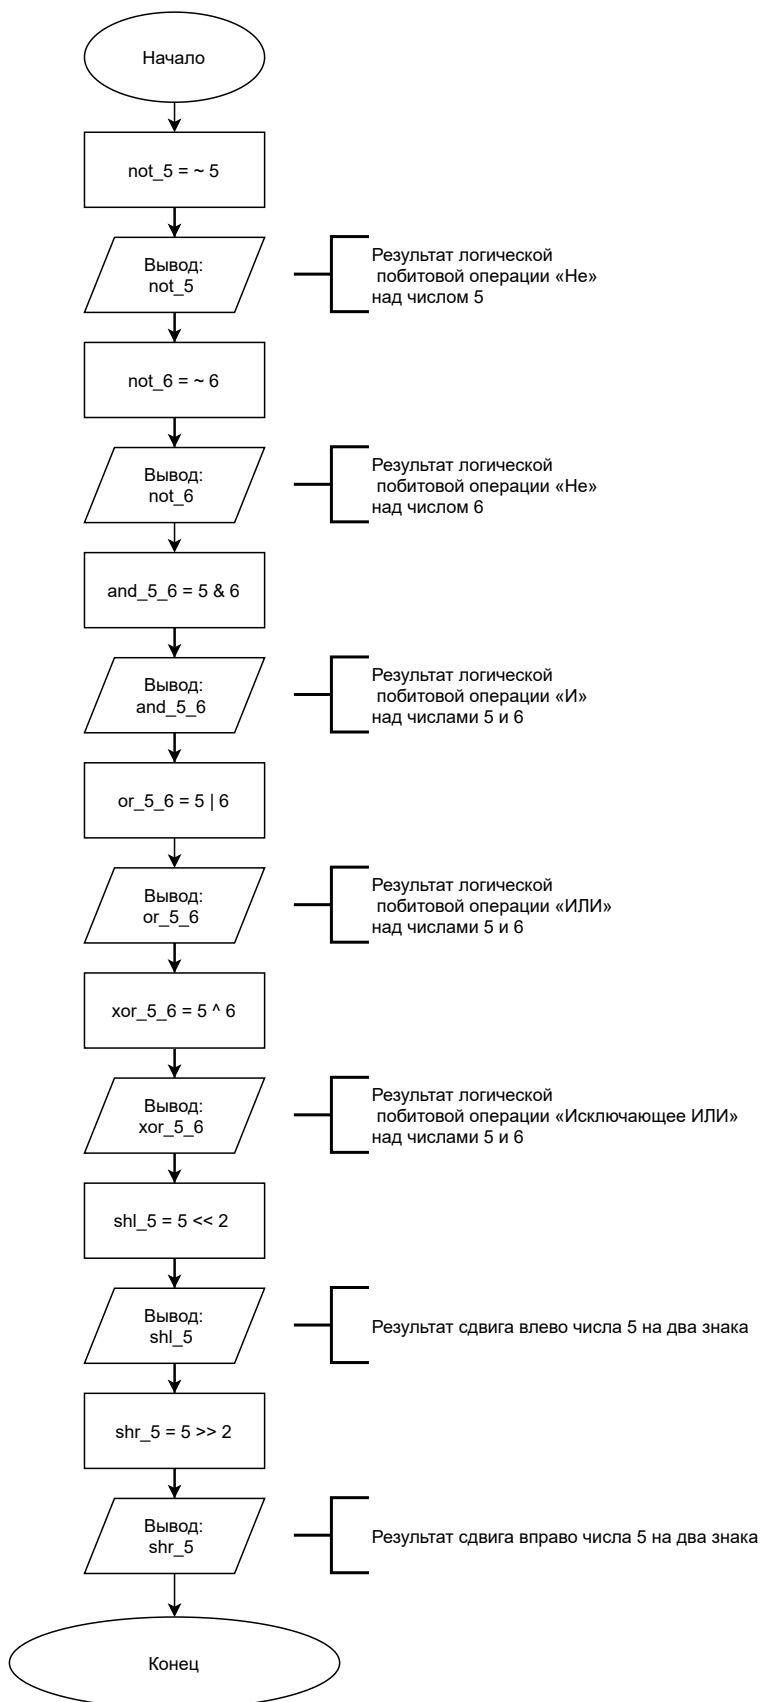 Начало
not_5 = ~ 5
Вывод:
not_5
Результат логической
побитовой операции «Не»
над числом 5
not_6 = ~ 6
Вывод:
not_6
Результат логической
побитовой операции «Не»
над числом 6
and_5_6 = 5 & 6
Вывод:
and_5_6
Результат логической
побитовой операции «И»
над числами 5 и 6
or_5_6 = 5 | 6
Вывод:
or_5_6
Результат логической
побитовой операции «ИЛИ»
над числами 5 и 6
xor_5_6 = 5 ^ 6
Вывод:
xor_5_6
Результат логической
побитовой операции «Исключающее ИЛИ»
над числами 5 и 6
shl_5 = 5 << 2
Вывод:
shl_5
Результат сдвига влево числа 5 на два знака
shr_5 = 5 >> 2
Вывод:
shr_5
Результат сдвига вправо числа 5 на два знака
Конец